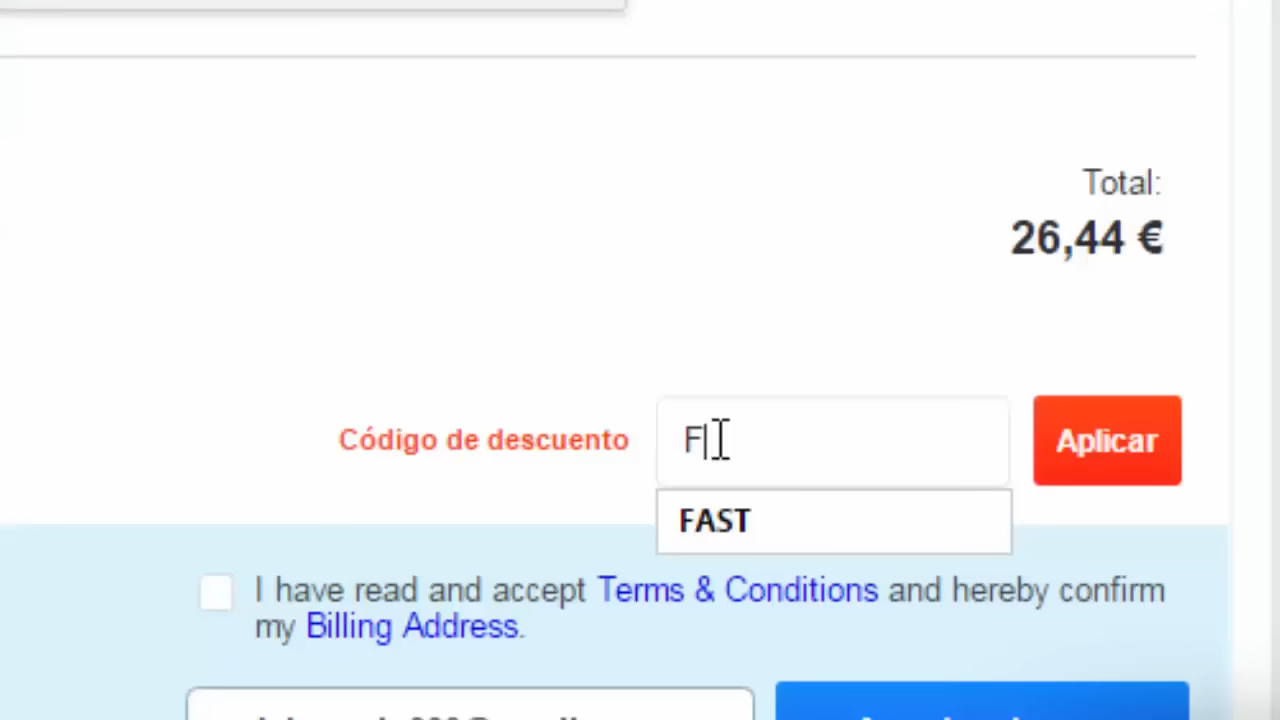 Total:
26,44 €
Código de descuento
F
Aplicar
FAST
I have read and accept Terms & Conditions and hereby confirm
my Billing Address.